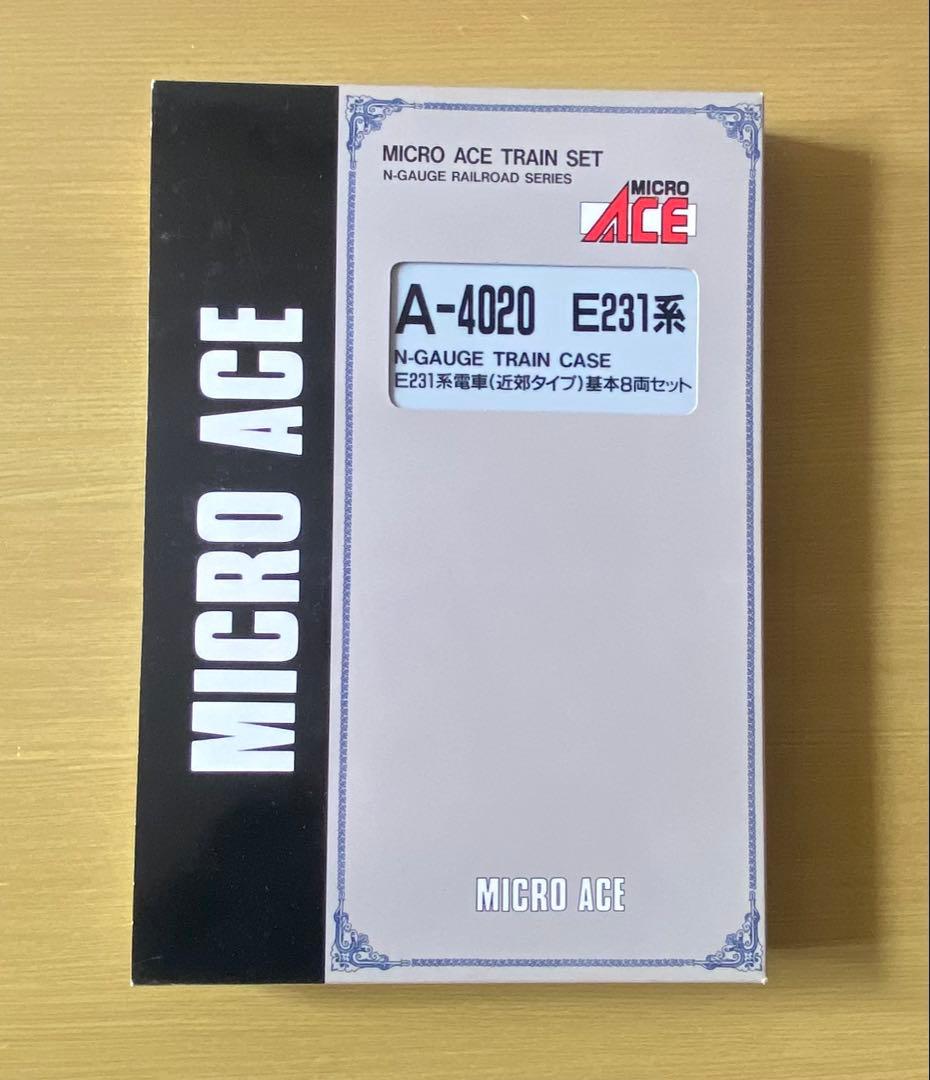 MICRO ACE
MICRO ACE TRAIN SET
N-GAUGE RAILROAD SERIES
MICRO
ACE
A-4020 E231系
N-GAUGE TRAIN CASE
E231系電車(近郊タイプ)基本8両セット
MICRO ACE